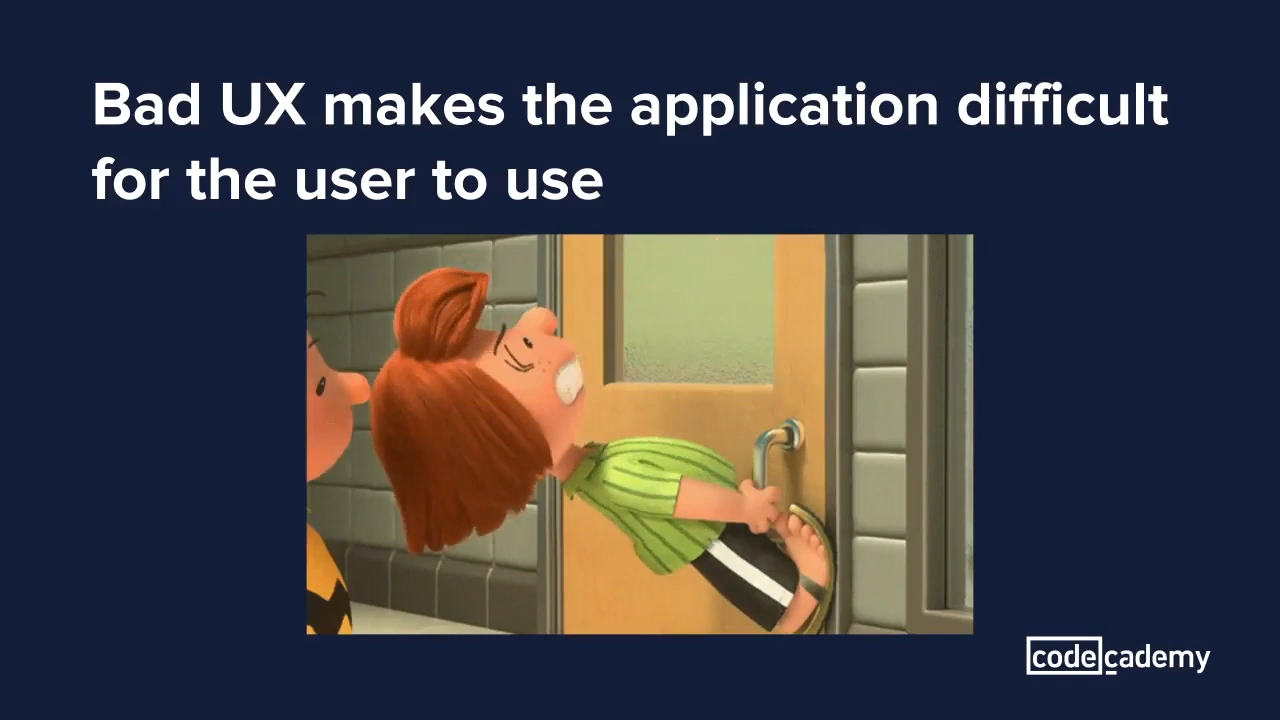 Bad UX makes the application difficult
for the user to use
codecademy